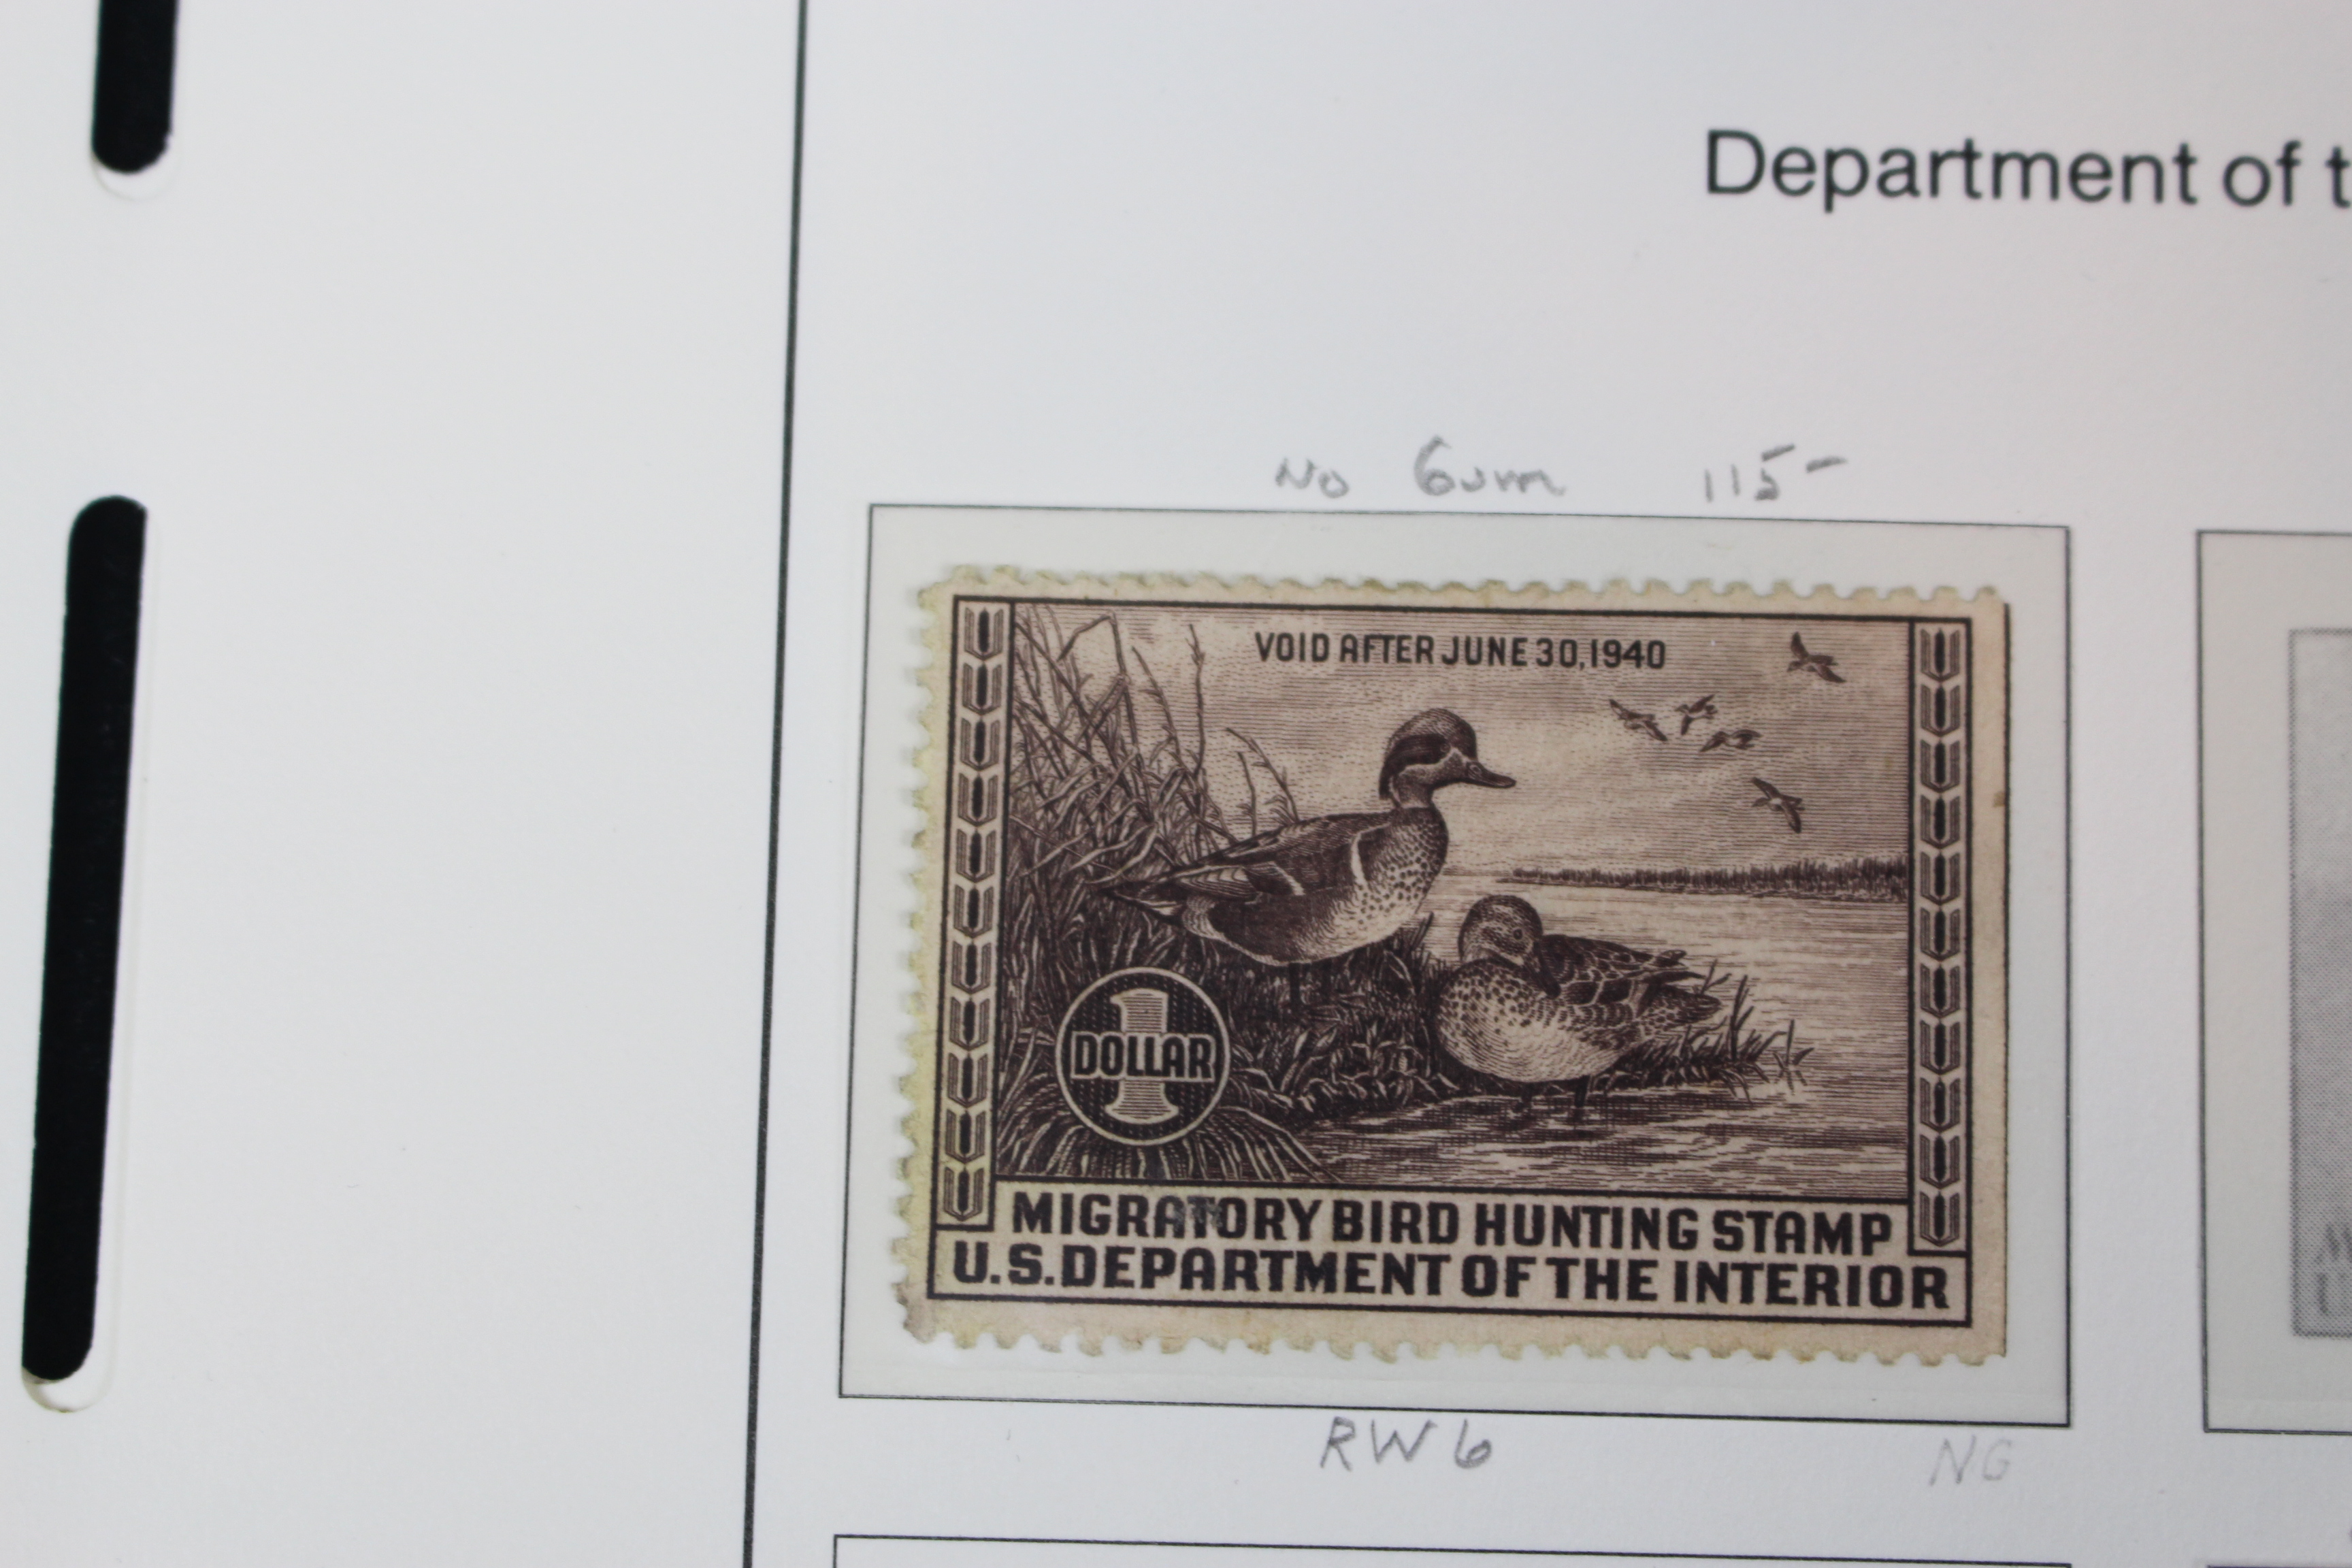 Department of t
No Gum 115-
VOID AFTER JUNE 30, 1940
1
DOLLAR
MIGRATORY BIRD HUNTING STAMP
U.S. DEPARTMENT OF THE INTERIOR
RW6 NG